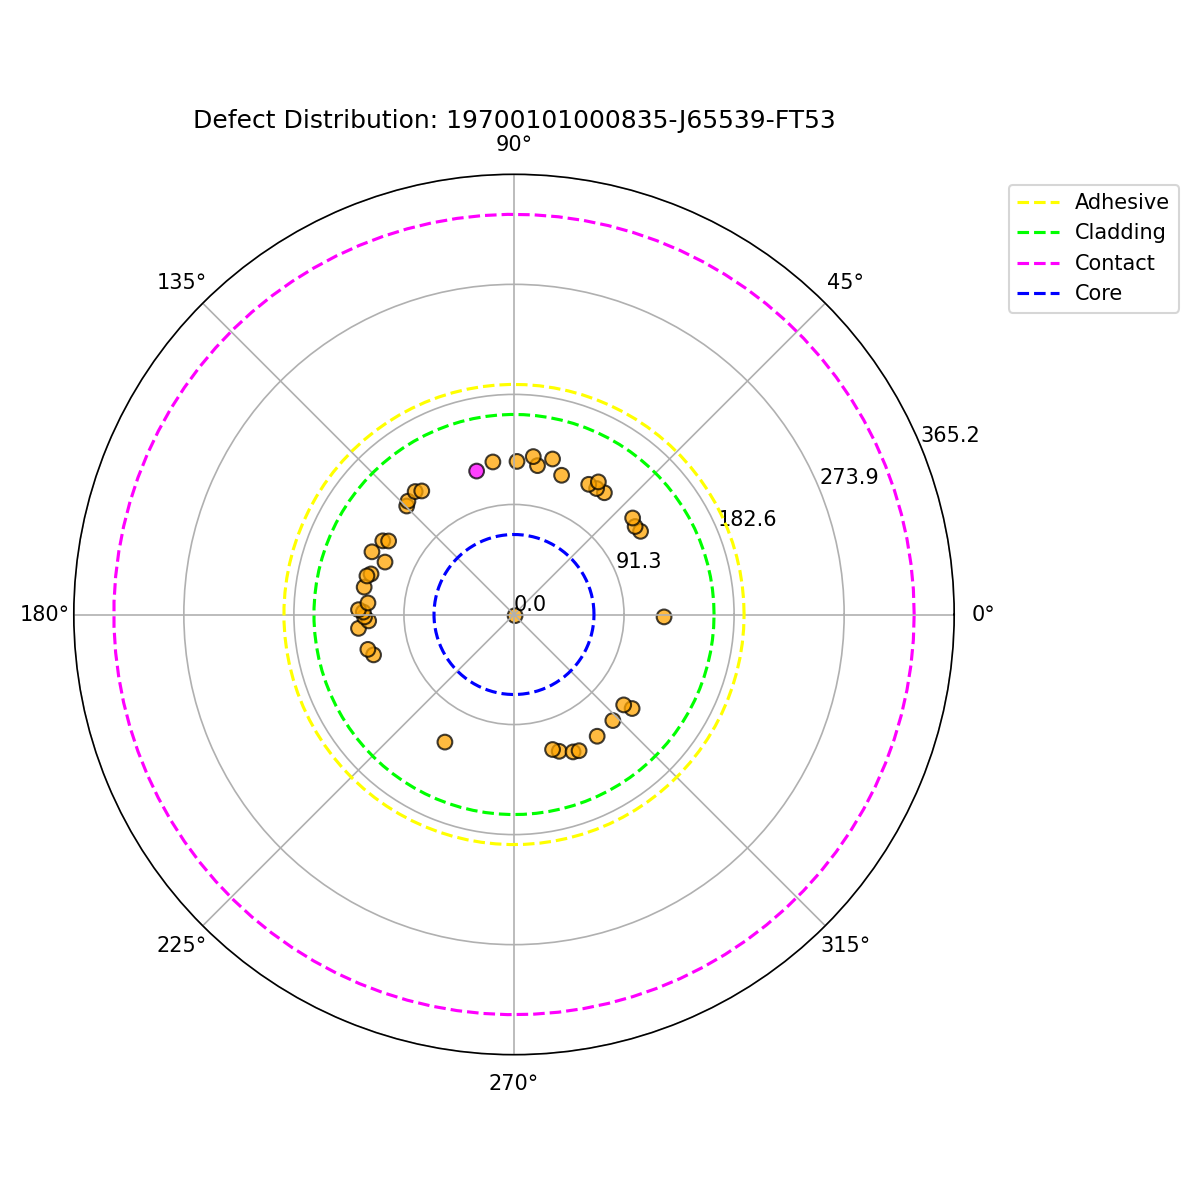 Defect Distribution: 19700101000835-J65539-FT53
90°
135°
45°
180°
0°
225°
315°
270°
0.0
91.3
182.6
273.9
365.2
Adhesive
Cladding
Contact
Core